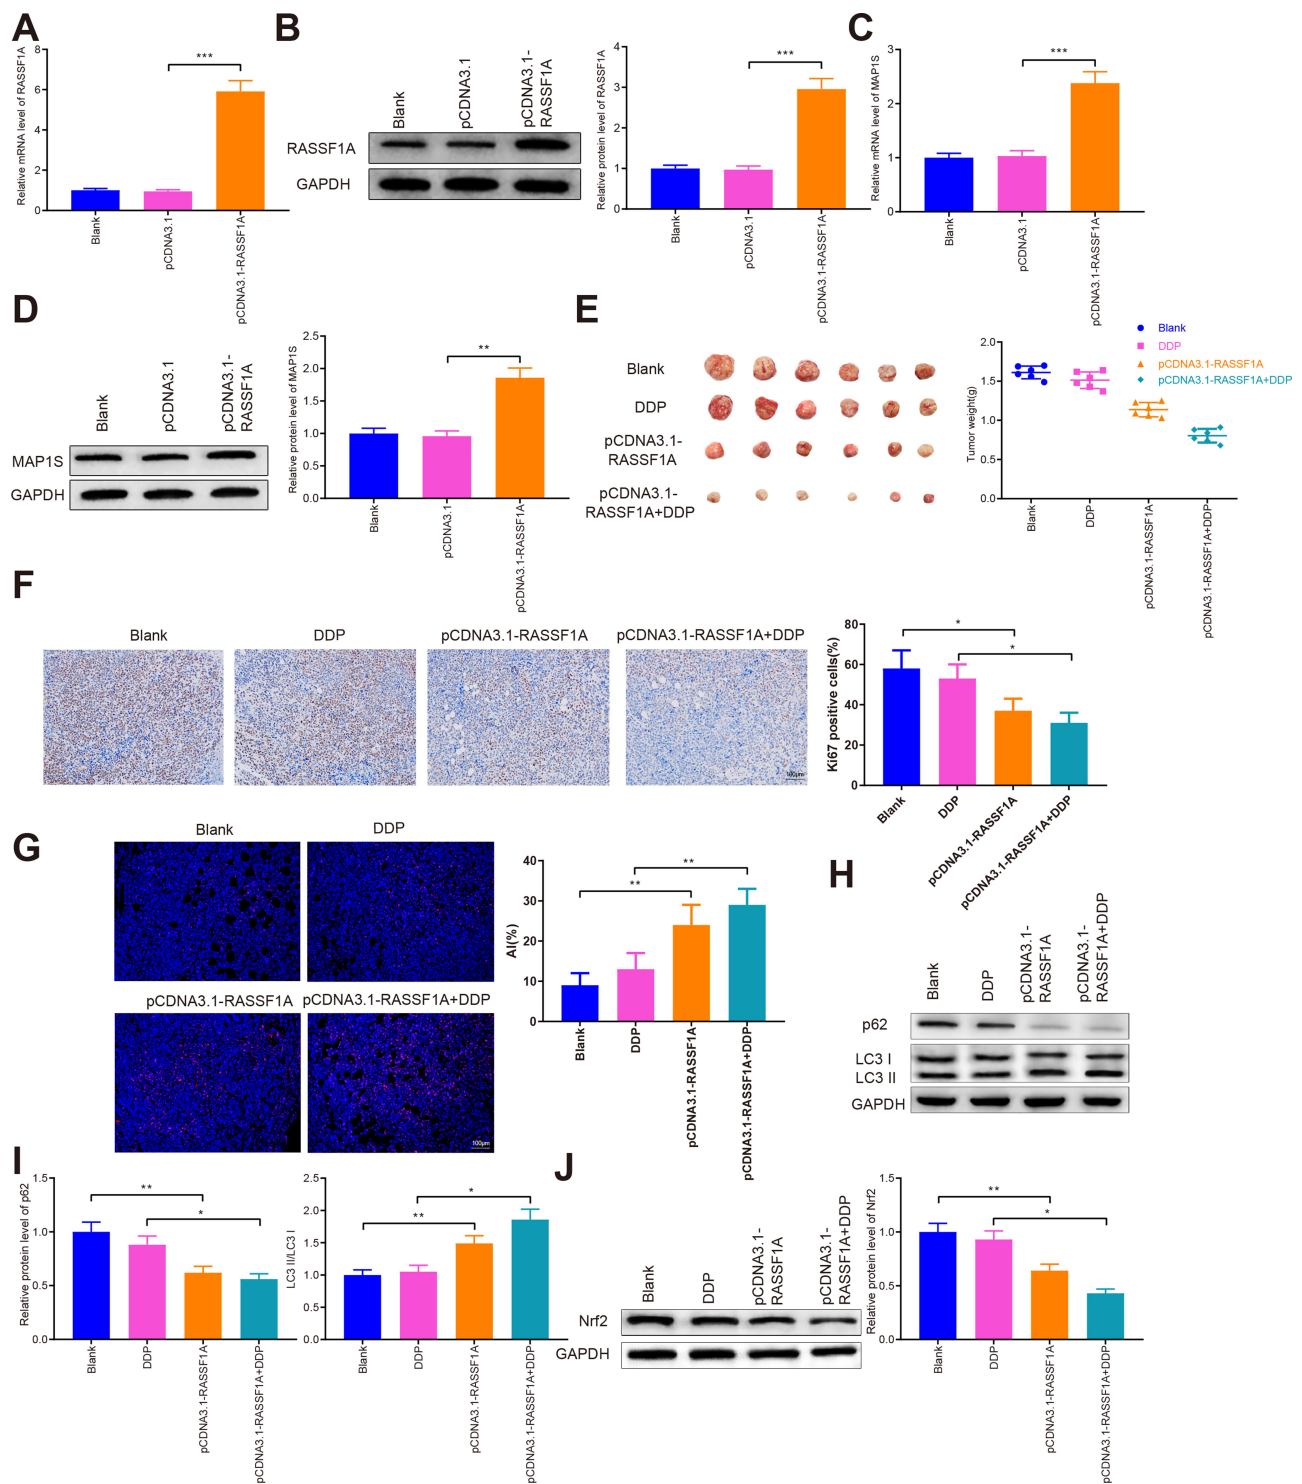 A
Relative mRNA level of RASSF1A
8
6
4
2
0
***
Blank
pCDNA3.1
pCDNA3.1-RASSF1A
B
Blank
pCDNA3.1
pCDNA3.1-
RASSF1A
RASSF1A
GAPDH
Relative protein level of RASSF1A
4
3
2
1
0
***
Blank
pCDNA3.1
pCDNA3.1-RASSF1A
C
Relative mRNA level of MAP1S
3
2
1
0
***
Blank
pCDNA3.1
pCDNA3.1-RASSF1A
D
Blank
pCDNA3.1
pCDNA3.1-
RASSF1A
MAP1S
GAPDH
Relative protein level of MAP1S
2.5
2.0
1.5
1.0
0.5
0.0
**
Blank
pCDNA3.1
pCDNA3.1-RASSF1A
E
Blank
DDP
pCDNA3.1-
RASSF1A
pCDNA3.1-
RASSF1A+DDP
Blank
DDP
pCDNA3.1-RASSF1A
pCDNA3.1-RASSF1A+DDP
Tumor weight(g)
2.0
1.5
1.0
0.5
0.0
Blank
DDP
pCDNA3.1-RASSF1A
pCDNA3.1-RASSF1A+DDP
F
Blank
DDP
pCDNA3.1-RASSF1A
pCDNA3.1-RASSF1A+DDP
100μm
Ki67 positive cells(%)
80
60
40
20
0
*
*
Blank
DDP
pCDNA3.1-RASSF1A
pCDNA3.1-RASSF1A+DDP
G
Blank
DDP
pCDNA3.1-RASSF1A
pCDNA3.1-RASSF1A+DDP
100μm
AI(%)
40
30
20
10
0
**
**
Blank
DDP
pCDNA3.1-RASSF1A
pCDNA3.1-RASSF1A+DDP
H
Blank
DDP
pCDNA3.1-
RASSF1A
pCDNA3.1-
RASSF1A+DDP
p62
LC3 I
LC3 II
GAPDH
I
Relative protein level of p62
1.5
1.0
0.5
0.0
**
*
Blank
DDP
pCDNA3.1-RASSF1A
pCDNA3.1-RASSF1A+DDP
LC3 II/LC3 I
2.5
2.0
1.5
1.0
0.5
0.0
*
**
Blank
DDP
pCDNA3.1-RASSF1A
pCDNA3.1-RASSF1A+DDP
J
Blank
DDP
pCDNA3.1-
RASSF1A
pCDNA3.1-
RASSF1A+DDP
Nrf2
GAPDH
Relative protein level of Nrf2
1.5
1.0
0.5
0.0
**
*
Blank
DDP
pCDNA3.1-RASSF1A
pCDNA3.1-RASSF1A+DDP